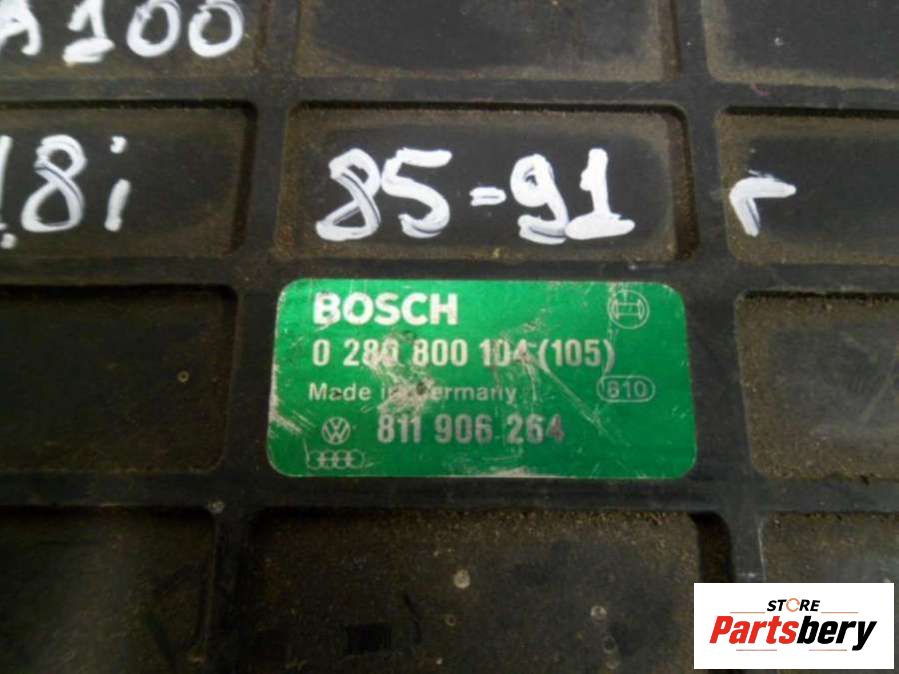 A100
1.8i 85-91 г
BOSCH
0 280 800 104 (105)
Made in Germany 610
811 906 264
STORE
Partsbery